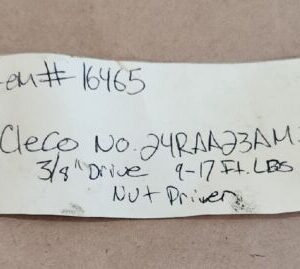 em# 16465
Cleco No. 24RAA23AM.
3/8" Drive 9-17 Ft. LBS
Nut Driver